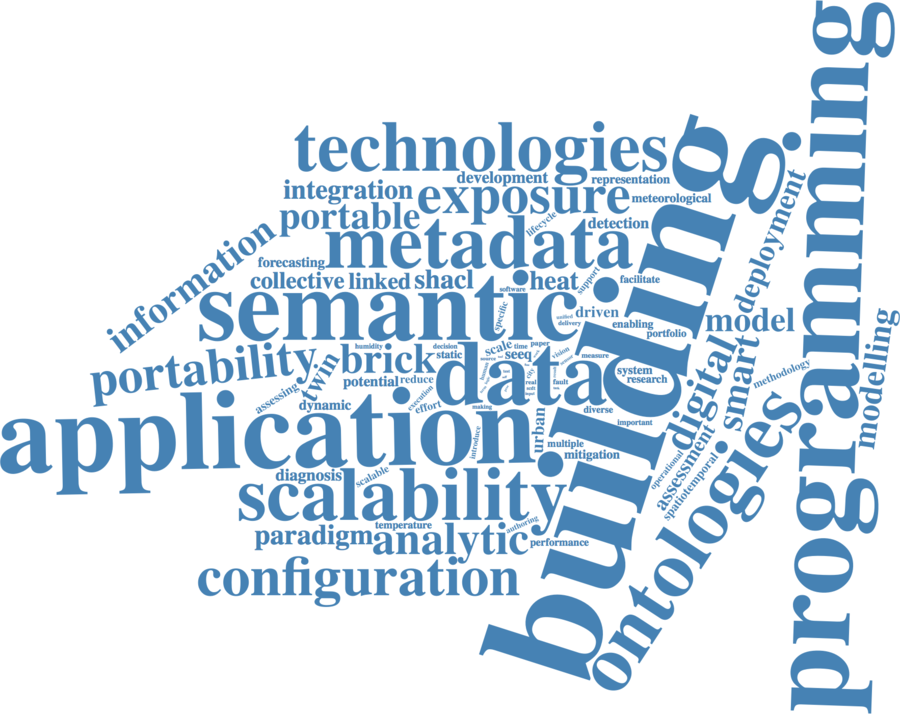 programming
building
technologies
development
representation
integration
exposure
meteorological
portable
lifecycle
detection
metadata
information
forecasting
support
collective
linked
shacl
heat
facilitate
software
semantic
specific
driven
unified
delivery
enabling
portfolio
deployment
model
modelling
portability
humidity
decision
scale
time
paper
static
seeq
vision
measure
brick
twin
potential
reduce
data
system
research
real
fault
digital
smart
methodology
assessing
dynamic
execution
effort
making
diverse
important
application
introduce
urban
multiple
mitigation
operational
assessment
spatiotemporal
ontologies
diagnosis
scalable
scalability
temperature
authoring
paradigm
analytic
performance
configuration